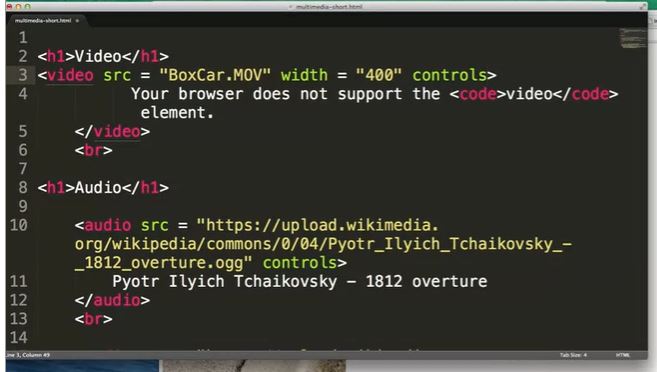 multimedia-short.html
multimedia-short.html
1
2 <h1>Video</h1>
3 <video src = "BoxCar.MOV" width = "400" controls>
4 Your browser does not support the <code>video</code>
element.
5 </video>
6 <br>
7
8 <h1>Audio</h1>
9
10 <audio src = "https://upload.wikimedia.
org/wikipedia/commons/0/04/Pyotr_Ilyich_Tchaikovsky_-
_1812_overture.ogg" controls>
11 Pyotr Ilyich Tchaikovsky - 1812 overture
12 </audio>
13 <br>
14
Line 3, Column 49 Tab Size: 4 HTML